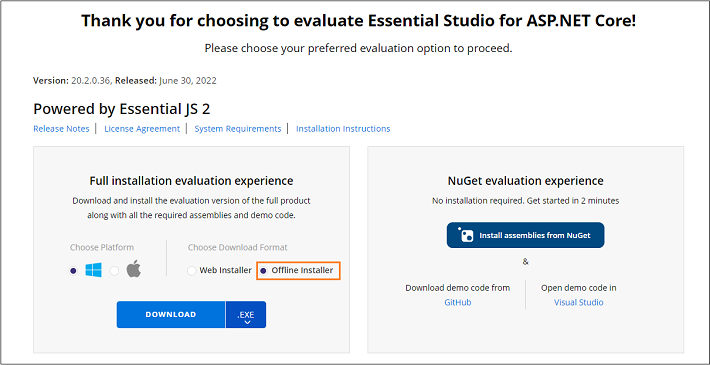 Thank you for choosing to evaluate Essential Studio for ASP.NET Core!
Please choose your preferred evaluation option to proceed.
Version: 20.2.0.36, Released: June 30, 2022
Powered by Essential JS 2
Release Notes | License Agreement | System Requirements | Installation Instructions
Full installation evaluation experience
Download and install the evaluation version of the full product
along with all the required assemblies and demo code.
Choose Platform
Choose Download Format
Web Installer
Offline Installer
DOWNLOAD
.EXE
NuGet evaluation experience
No installation required. Get started in 2 minutes
Install assemblies from NuGet
&
Download demo code from
GitHub
Open demo code in
Visual Studio